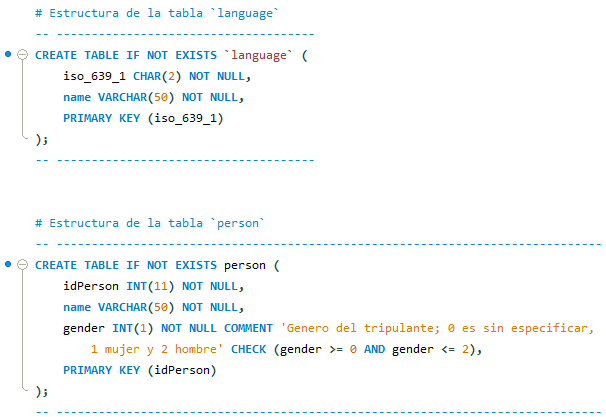 # Estructura de la tabla `language`
-- -------------------------------------
CREATE TABLE IF NOT EXISTS `language` (
iso_639_1 CHAR(2) NOT NULL,
name VARCHAR(50) NOT NULL,
PRIMARY KEY (iso_639_1)
);
-- -------------------------------------
# Estructura de la tabla `person`
-- ------------------------------------------------------------------------------
CREATE TABLE IF NOT EXISTS person (
idPerson INT(11) NOT NULL,
name VARCHAR(50) NOT NULL,
gender INT(1) NOT NULL COMMENT 'Genero del tripulante; 0 es sin especificar,
1 mujer y 2 hombre' CHECK (gender >= 0 AND gender <= 2),
PRIMARY KEY (idPerson)
);
-- ------------------------------------------------------------------------------